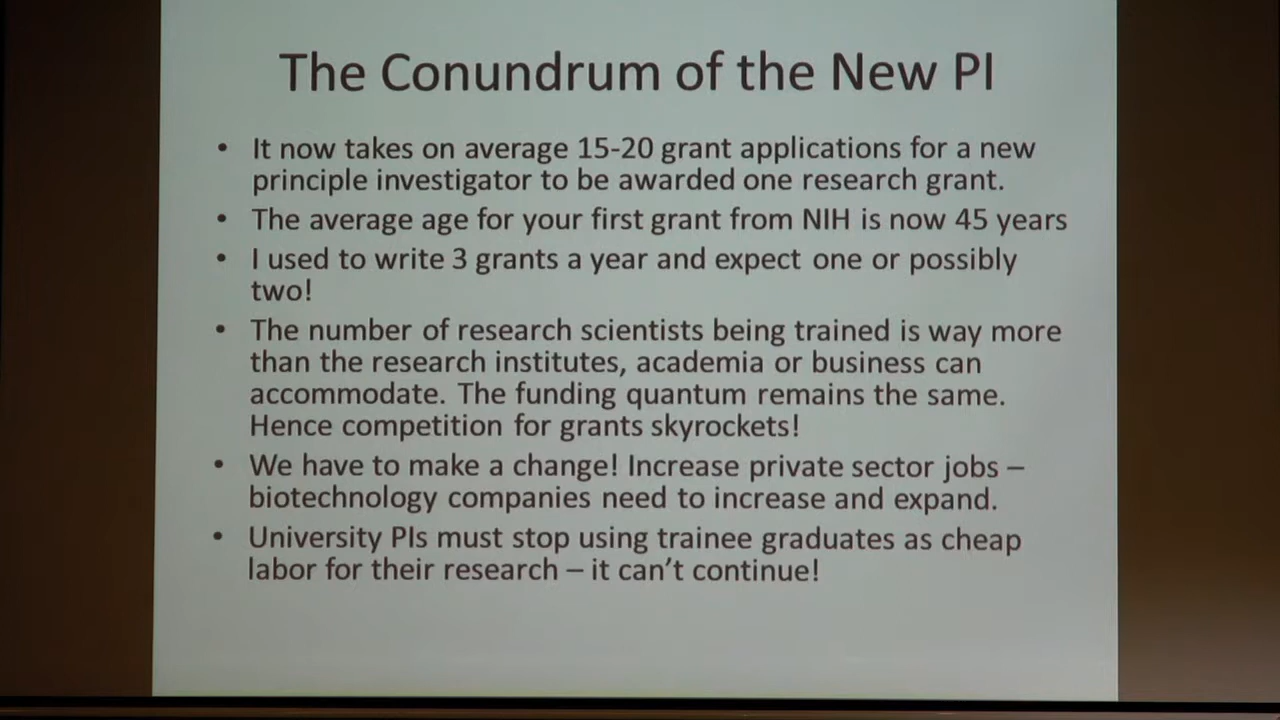 The Conundrum of the New PI
• It now takes on average 15-20 grant applications for a new
principle investigator to be awarded one research grant.
• The average age for your first grant from NIH is now 45 years
• I used to write 3 grants a year and expect one or possibly
two!
• The number of research scientists being trained is way more
than the research institutes, academia or business can
accommodate. The funding quantum remains the same.
Hence competition for grants skyrockets!
• We have to make a change! Increase private sector jobs –
biotechnology companies need to increase and expand.
• University PIs must stop using trainee graduates as cheap
labor for their research – it can’t continue!